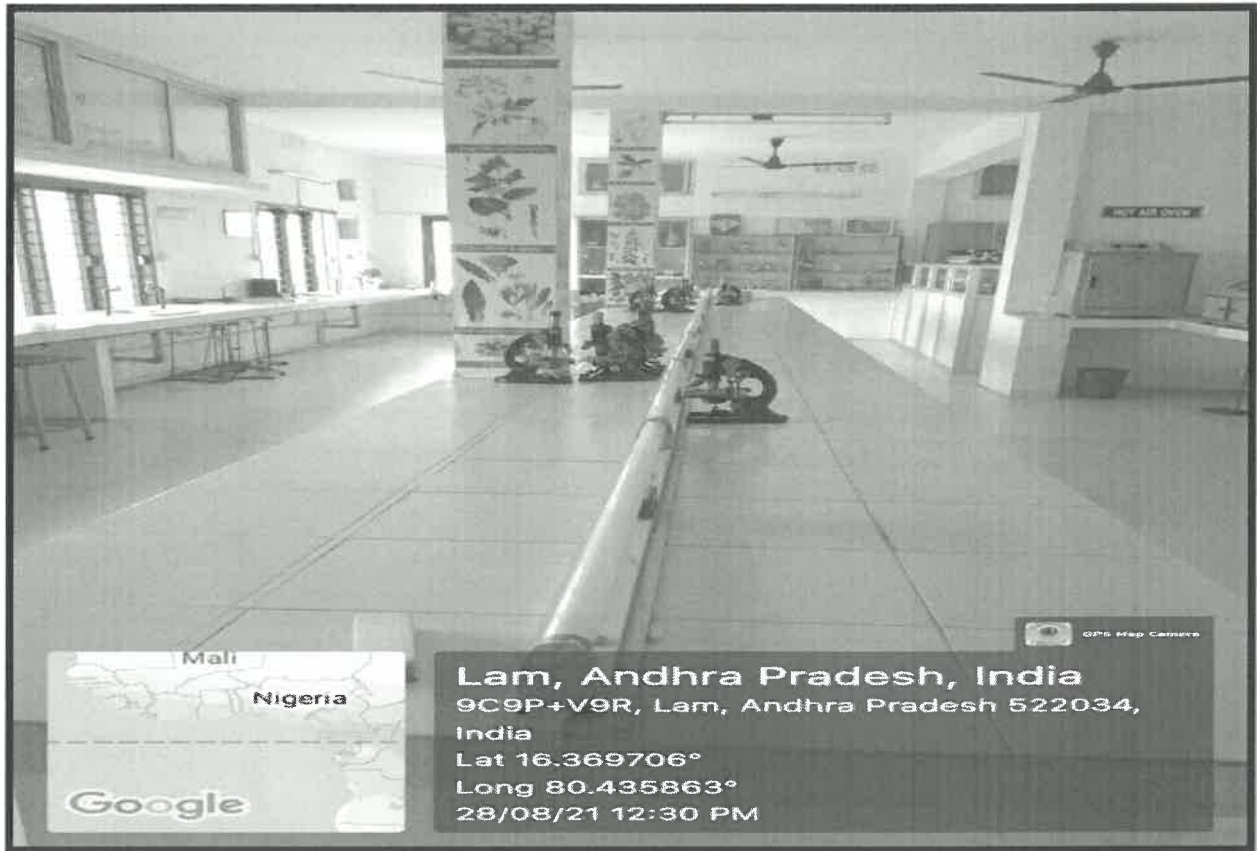 HOT AIR OVEN
GPS Map Camera
Mali
Nigeria
Google
Lam, Andhra Pradesh, India
9C9P+V9R, Lam, Andhra Pradesh 522034,
India
Lat 16.369706°
Long 80.435863°
28/08/21 12:30 PM